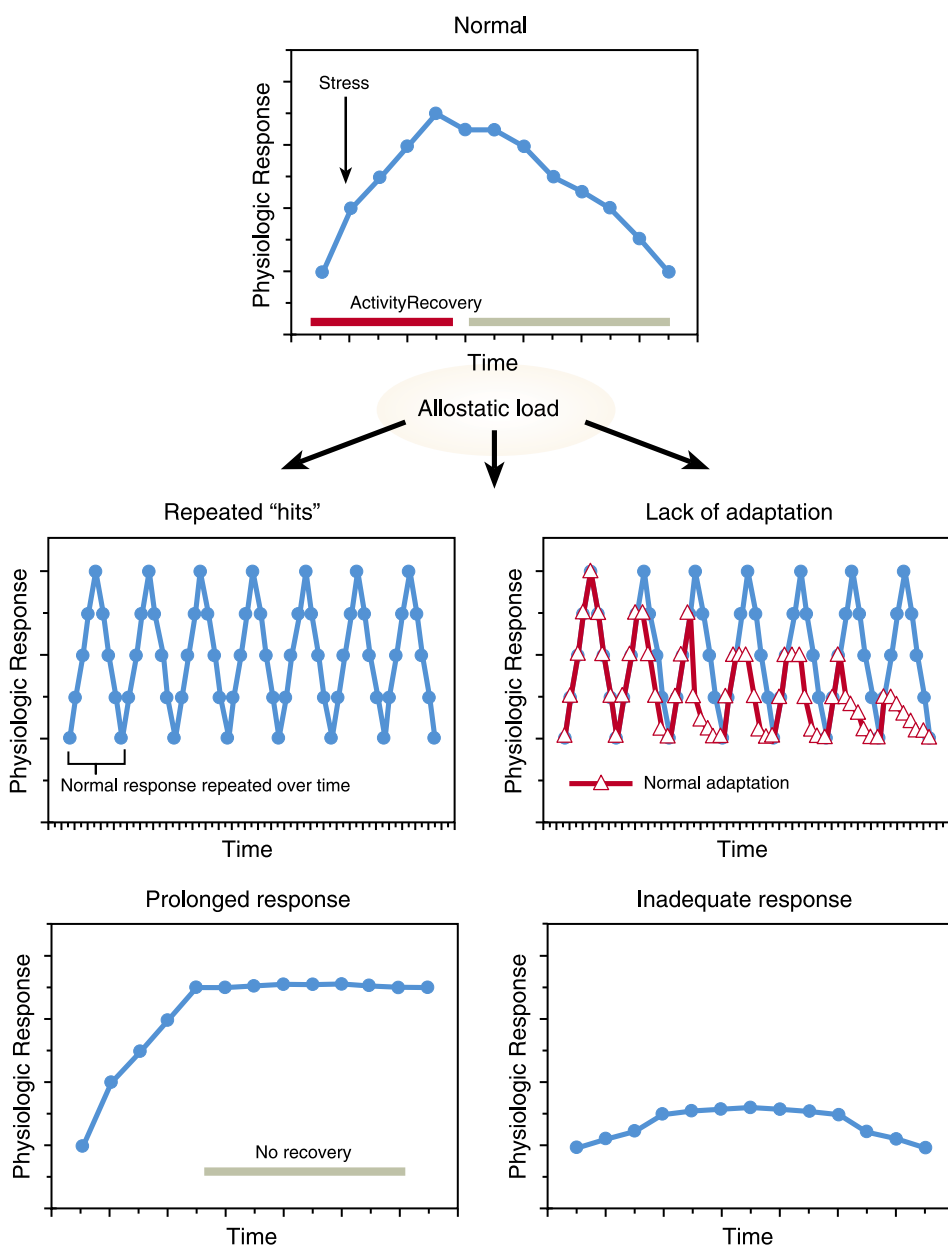 Normal
Stress
Physiologic Response
ActivityRecovery
Time
Allostatic load
Repeated “hits”
Physiologic Response
Normal response repeated over time
Time
Lack of adaptation
Physiologic Response
Normal adaptation
Time
Prolonged response
Physiologic Response
No recovery
Time
Inadequate response
Physiologic Response
Time